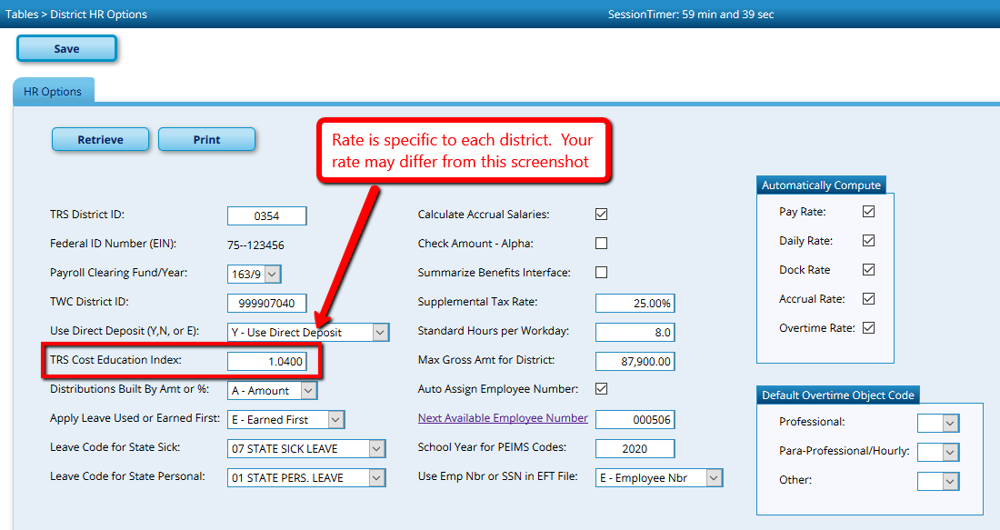 Tables > District HR Options
SessionTimer: 59 min and 39 sec
Save
HR Options
Retrieve
Print
Rate is specific to each district.  Your
rate may differ from this screenshot
TRS District ID: 0354
Federal ID Number (EIN): 75--123456
Payroll Clearing Fund/Year: 163/9
TWC District ID: 999907040
Use Direct Deposit (Y,N, or E): Y - Use Direct Deposit
TRS Cost Education Index: 1.0400
Distributions Built By Amt or %: A - Amount
Apply Leave Used or Earned First: E - Earned First
Leave Code for State Sick: 07 STATE SICK LEAVE
Leave Code for State Personal: 01 STATE PERS. LEAVE
Calculate Accrual Salaries:
Check Amount - Alpha:
Summarize Benefits Interface:
Supplemental Tax Rate: 25.00%
Standard Hours per Workday: 8.0
Max Gross Amt for District: 87,900.00
Auto Assign Employee Number:
Next Available Employee Number 000506
School Year for PEIMS Codes: 2020
Use Emp Nbr or SSN in EFT File: E - Employee Nbr
Automatically Compute
Pay Rate:
Daily Rate:
Dock Rate
Accrual Rate:
Overtime Rate:
Default Overtime Object Code
Professional:
Para-Professional/Hourly:
Other: